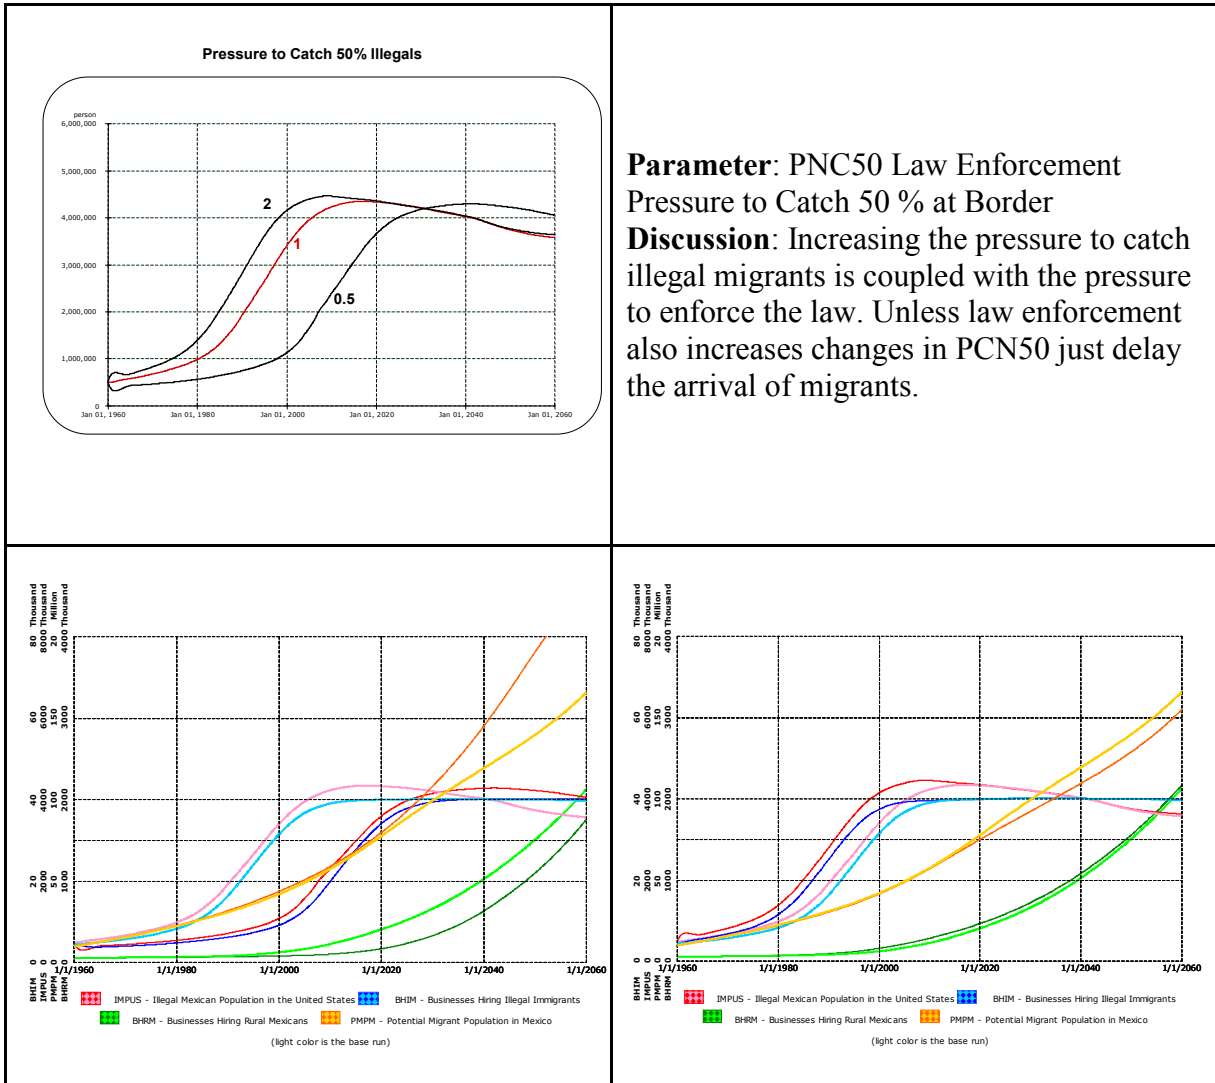 Pressure to Catch 50% Illegals
person
6,000,000
5,000,000
4,000,000
3,000,000
2,000,000
1,000,000
0
2
1
0.5
Jan 01, 1960 Jan 01, 1980 Jan 01, 2000 Jan 01, 2020 Jan 01, 2040 Jan 01, 2060
Parameter: PNC50 Law Enforcement
Pressure to Catch 50 % at Border
Discussion: Increasing the pressure to catch
illegal migrants is coupled with the pressure
to enforce the law. Unless law enforcement
also increases changes in PCN50 just delay
the arrival of migrants.
80 Thousand
8000 Thousand
20 Million
4000 Thousand
60 6000 150 3000
40 4000 100 2000
20 2000 50 1000
0 0 0 0
BHIM
IMPUS
PMPM
BHRM
1/1/1960 1/1/1980 1/1/2000 1/1/2020 1/1/2040 1/1/2060
IMPUS - Illegal Mexican Population in the United States BHIM - Businesses Hiring Illegal Immigrants
BHRM - Businesses Hiring Rural Mexicans PMPM - Potential Migrant Population in Mexico
(light color is the base run)
80 Thousand
8000 Thousand
20 Million
4000 Thousand
60 6000 150 3000
40 4000 100 2000
20 2000 50 1000
0 0 0 0
BHIM
IMPUS
PMPM
BHRM
1/1/1960 1/1/1980 1/1/2000 1/1/2020 1/1/2040 1/1/2060
IMPUS - Illegal Mexican Population in the United States BHIM - Businesses Hiring Illegal Immigrants
BHRM - Businesses Hiring Rural Mexicans PMPM - Potential Migrant Population in Mexico
(light color is the base run)